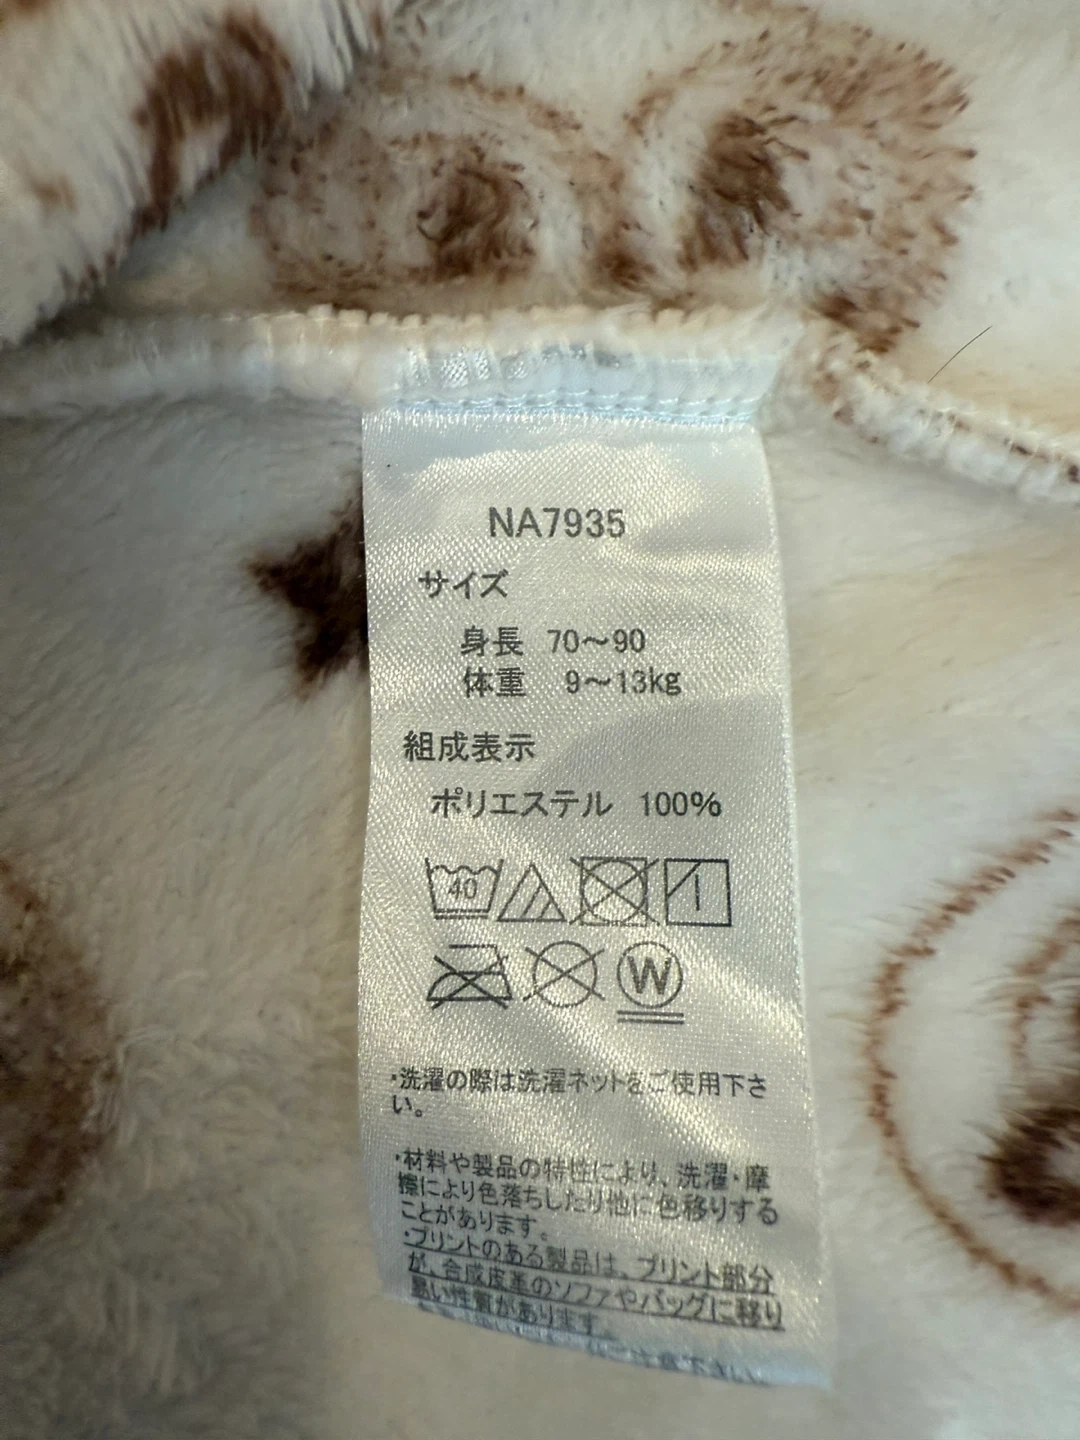 NA7935
サイズ
身長 70～90
体重 9～13kg
組成表示
ポリエステル 100%
40
W
・洗濯の際は洗濯ネットをご使用下さ
い。
・材料や製品の特性により、洗濯・摩
擦により色落ちしたり他に色移りする
ことがあります。
・プリントのある製品は、プリント部分
が、合成皮革のソファやバッグに移り
易い性質があります。
ご注意下さい。